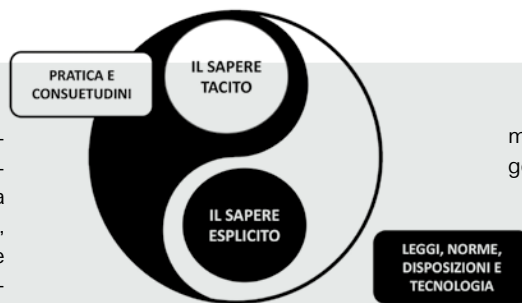 PRATICA E
CONSUETUDINI
IL SAPERE
TACITO
IL SAPERE
ESPLICITO
LEGGI, NORME,
DISPOSIZIONI E
TECNOLOGIA